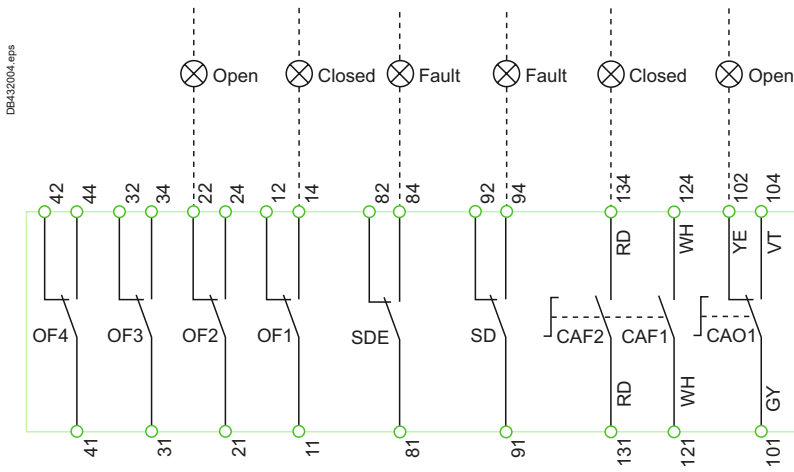 DB432004.eps
Open
Closed
Fault
Fault
Closed
Open
42
44
32
34
22
24
12
14
82
84
92
94
134
124
102
104
RD
WH
YE
VT
OF4
OF3
OF2
OF1
SDE
SD
CAF2
CAF1
CAO1
RD
WH
GY
41
31
21
11
81
91
131
121
101